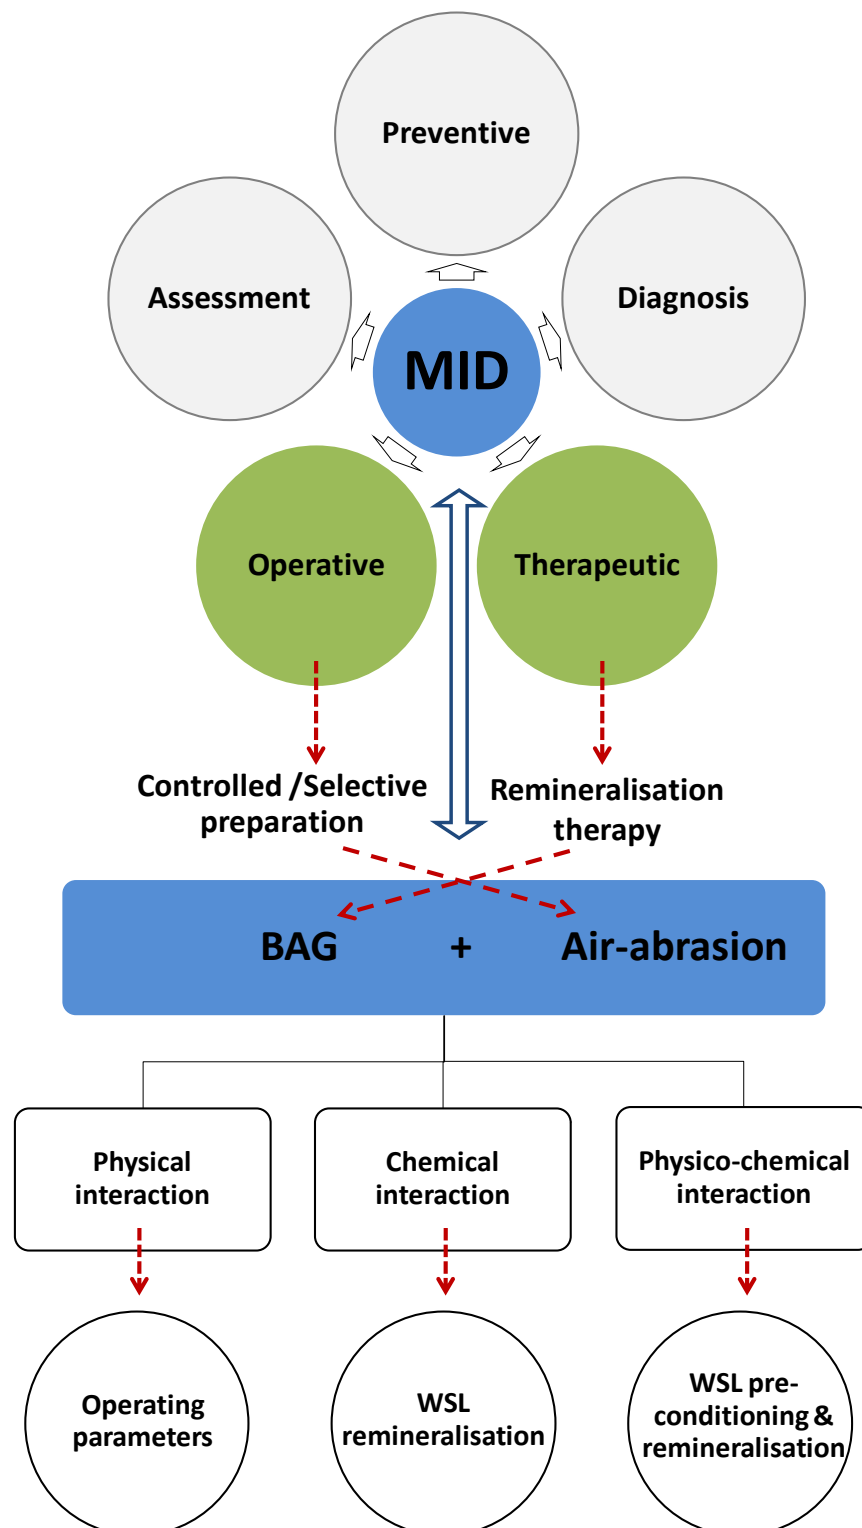 Preventive
Assessment
Diagnosis
MID
Operative
Therapeutic
Controlled /Selective
preparation
Remineralisation
therapy
BAG + Air-abrasion
Physical
interaction
Chemical
interaction
Physico-chemical
interaction
Operating
parameters
WSL
remineralisation
WSL pre-
conditioning &
remineralisation